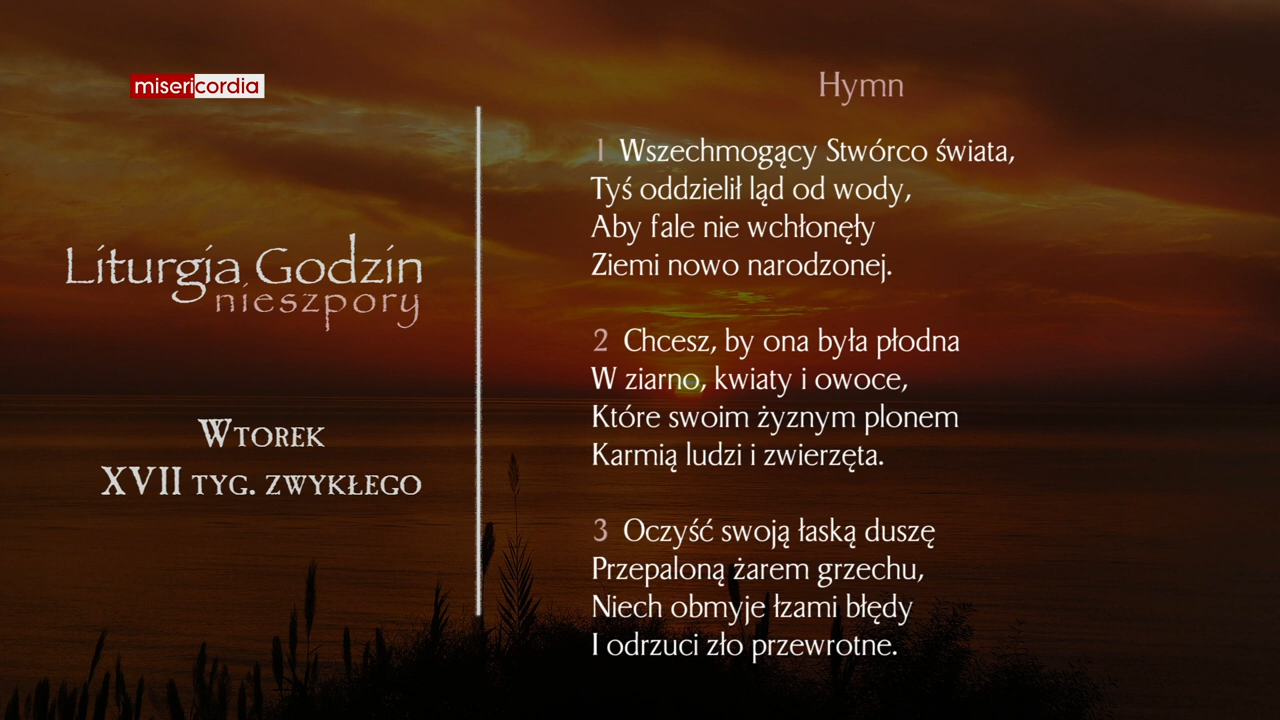 misericordia
Liturgia Godzin
nieszpory
Wtorek
XVII tyg. zwykłego
Hymn
1 Wszechmogący Stwórco świata,
Tyś oddzielił ląd od wody,
Aby fale nie wchłonęły
Ziemi nowo narodzonej.
2 Chcesz, by ona była płodna
W ziarno, kwiaty i owoce,
Które swoim żyznym plonem
Karmią ludzi i zwierzęta.
3 Oczyść swoją łaską duszę
Przepaloną żarem grzechu,
Niech obmyje łzami błędy
I odrzuci zło przewrotne.